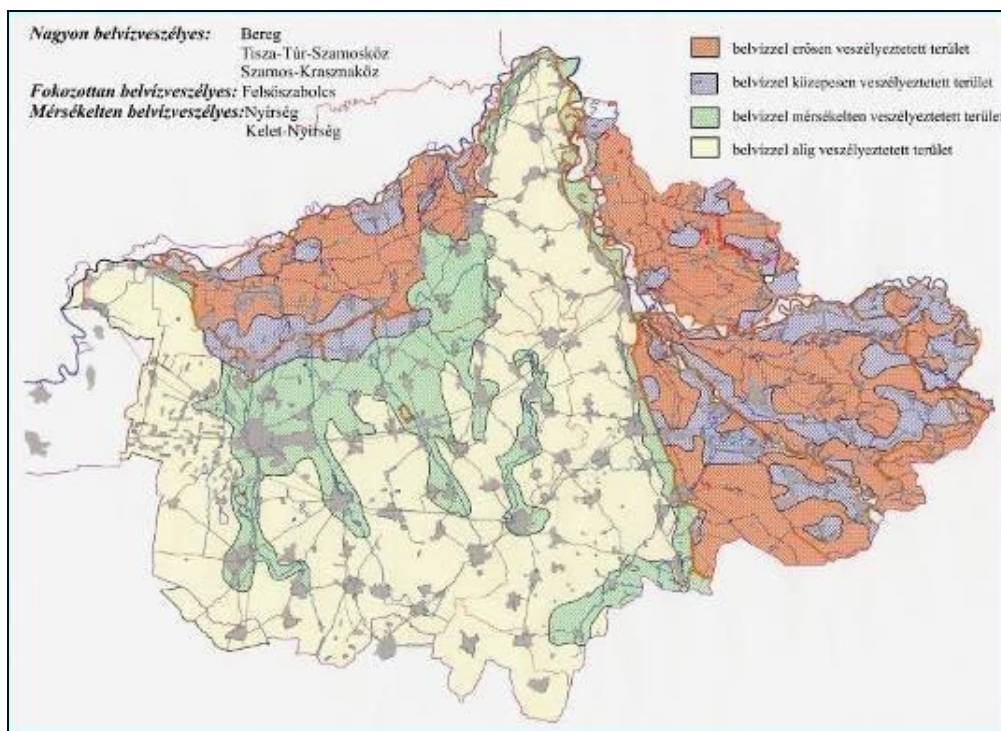 Nagyon belvízveszélyes: Bereg
Tisza-Túr-Szamosköz
Szamos-Krasznaköz
Fokozottan belvízveszélyes: Felsőszabolcs
Mérsékelten belvízveszélyes: Nyírség
Kelet-Nyírség
belvízzel erősen veszélyeztetett terület
belvízzel közepesen veszélyeztetett terület
belvízzel mérsékelten veszélyeztetett terület
belvízzel alig veszélyeztetett terület